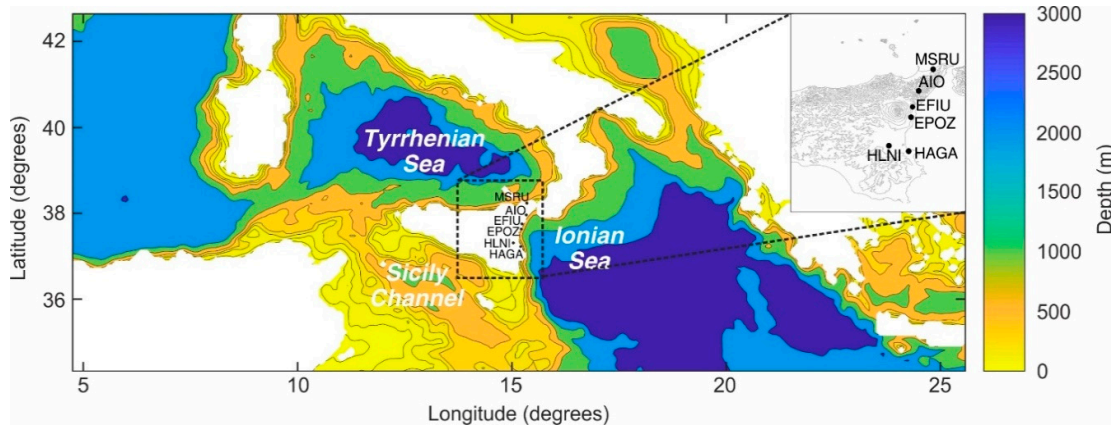 42
40
38
36
Latitude (degrees)
5
10
15
20
25
Longitude (degrees)
Tyrrhenian
Sea
Ionian
Sea
Sicily
Channel
MSRU
AIO
EFIU
EPOZ
HLNI
HAGA
MSRU
AIO
EFIU
EPOZ
HLNI
HAGA
3000
2500
2000
1500
1000
500
0
Depth (m)